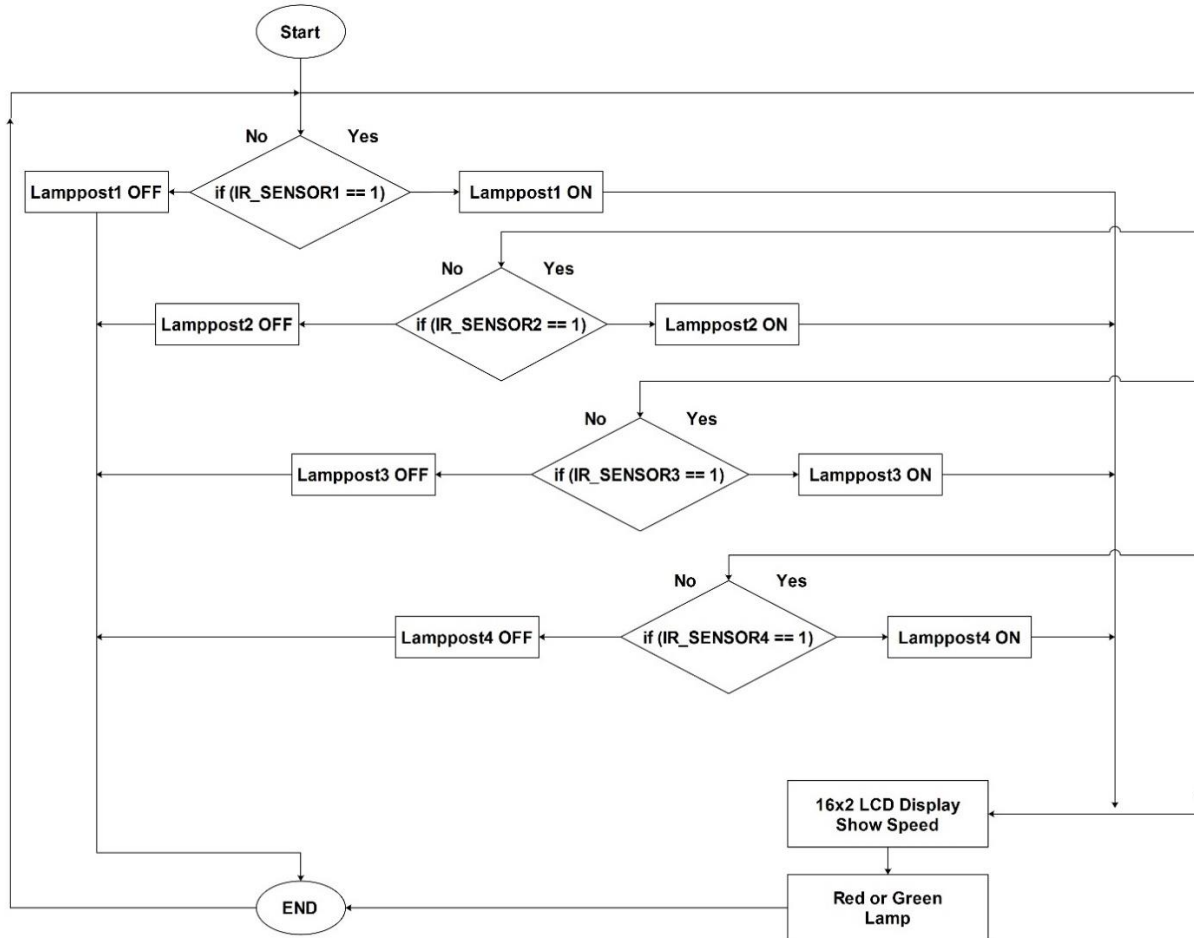 Start
No Yes
Lamppost1 OFF
if (IR_SENSOR1 == 1)
Lamppost1 ON
No Yes
Lamppost2 OFF
if (IR_SENSOR2 == 1)
Lamppost2 ON
No Yes
Lamppost3 OFF
if (IR_SENSOR3 == 1)
Lamppost3 ON
No Yes
Lamppost4 OFF
if (IR_SENSOR4 == 1)
Lamppost4 ON
16x2 LCD Display
Show Speed
Red or Green
Lamp
END